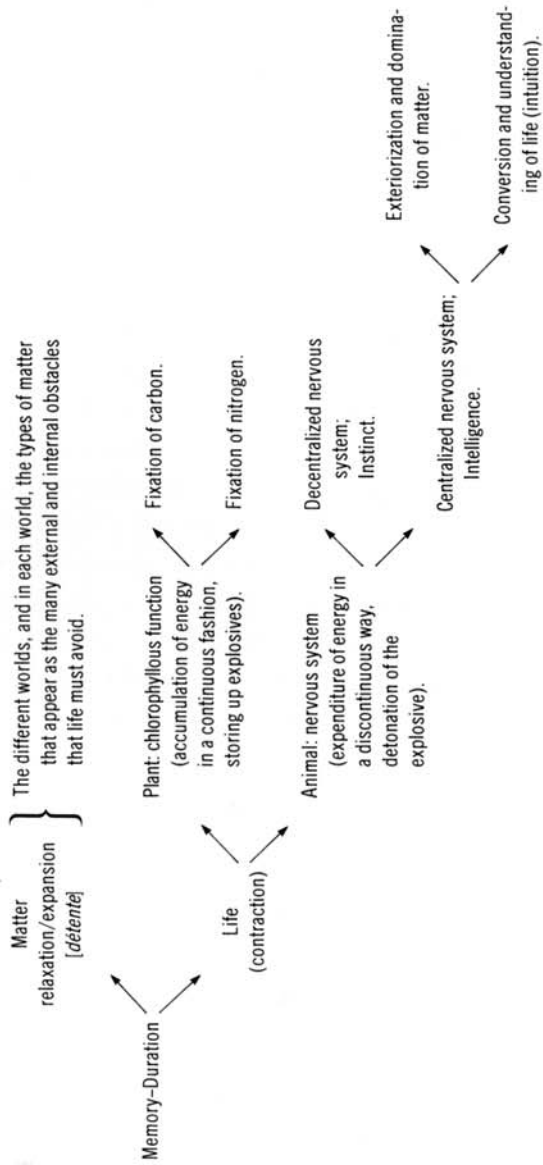 Matter
relaxation/expansion
[détente]
The different worlds, and in each world, the types of matter
that appear as the many external and internal obstacles
that life must avoid.
Memory–Duration
Life
(contraction)
Plant: chlorophyllous function
(accumulation of energy
in a continuous fashion,
storing up explosives).
Fixation of carbon.
Fixation of nitrogen.
Animal: nervous system
(expenditure of energy in
a discontinuous way,
detonation of the
explosive).
Decentralized nervous
system;
Instinct.
Centralized nervous system;
Intelligence.
Exteriorization and domina-
tion of matter.
Conversion and understand-
ing of life (intuition).